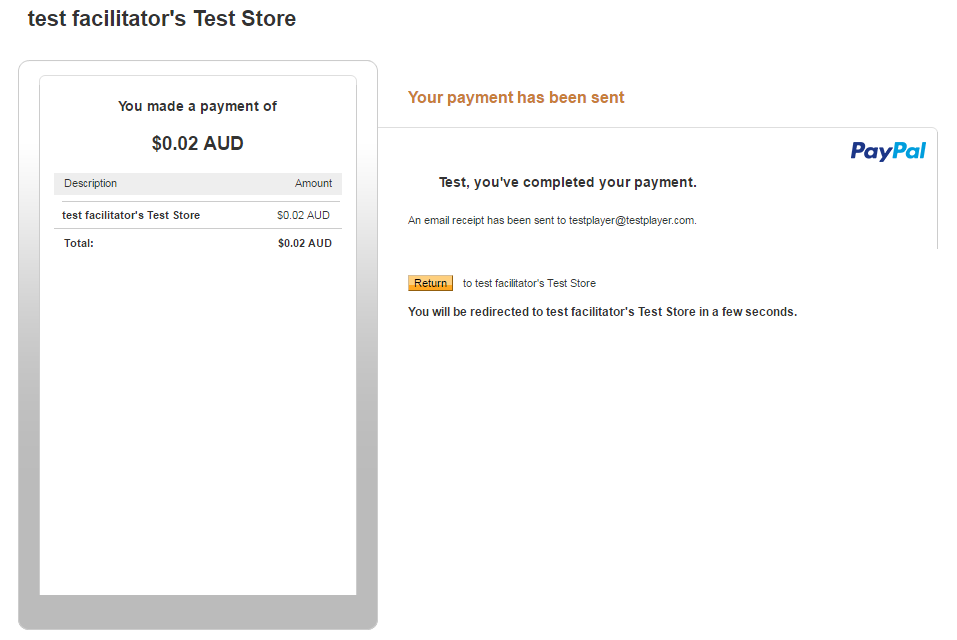 test facilitator's Test Store
You made a payment of
$0.02 AUD
Description Amount
test facilitator's Test Store $0.02 AUD
Total: $0.02 AUD
Your payment has been sent
PayPal
Test, you've completed your payment.
An email receipt has been sent to testplayer@testplayer.com.
Return to test facilitator's Test Store
You will be redirected to test facilitator's Test Store in a few seconds.